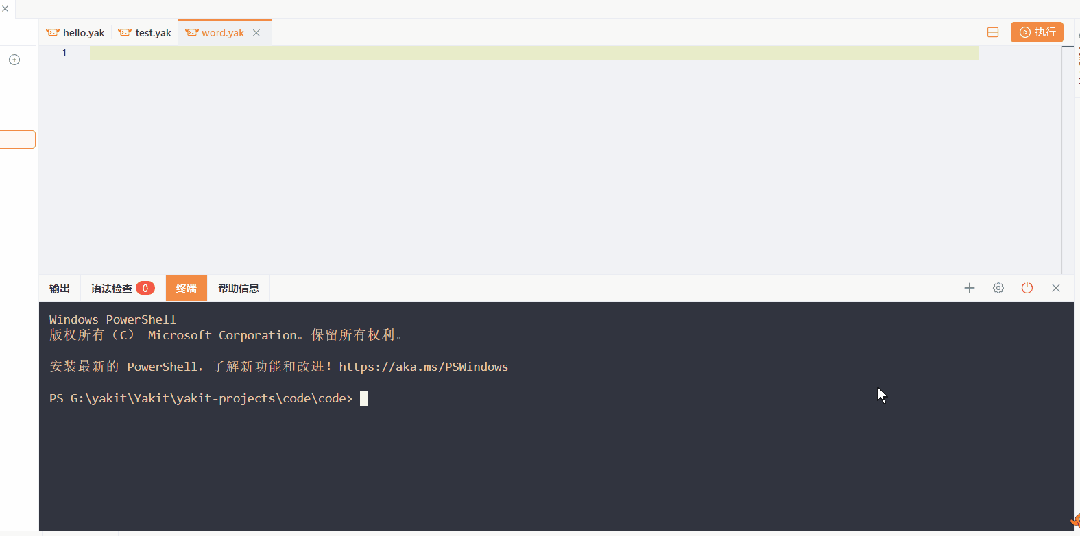 hello.yak test.yak word.yak 执行
1
输出 语法检查 0 终端 帮助信息
Windows PowerShell
版权所有 (C) Microsoft Corporation。保留所有权利。
安装最新的 PowerShell，了解新功能和改进！https://aka.ms/PSWindows
PS G:\yakit\Yakit\yakit-projects\code\code>